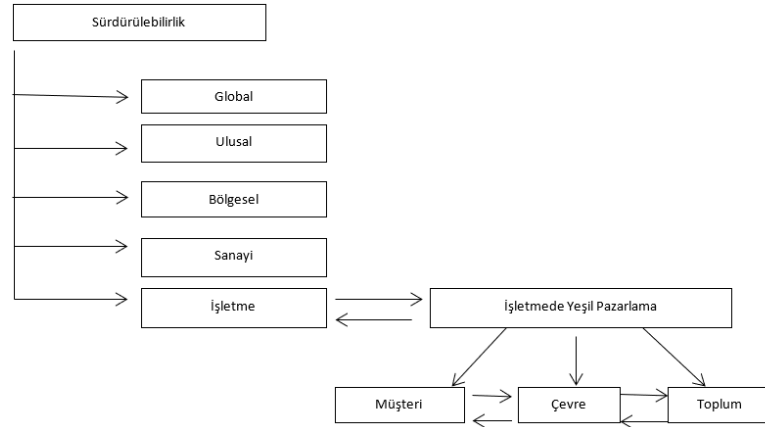 Sürdürülebilirlik
Global
Ulusal
Bölgesel
Sanayi
İşletme
İşletmede Yeşil Pazarlama
Müşteri
Çevre
Toplum